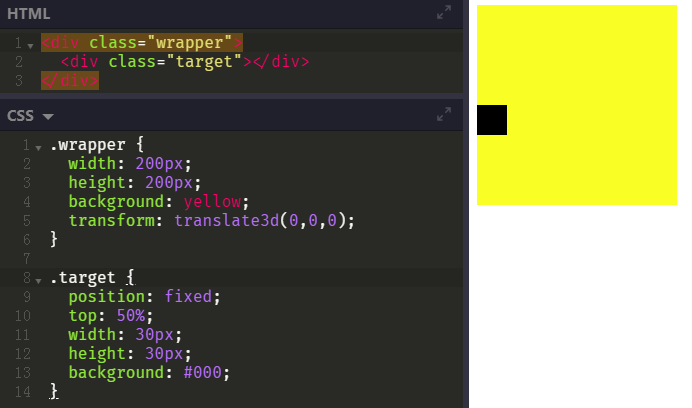 HTML
1 <div class="wrapper">
2 <div class="target"></div>
3 </div>
CSS
1 .wrapper {
2 width: 200px;
3 height: 200px;
4 background: yellow;
5 transform: translate3d(0,0,0);
6 }
7
8 .target {
9 position: fixed;
10 top: 50%;
11 width: 30px;
12 height: 30px;
13 background: #000;
14 }